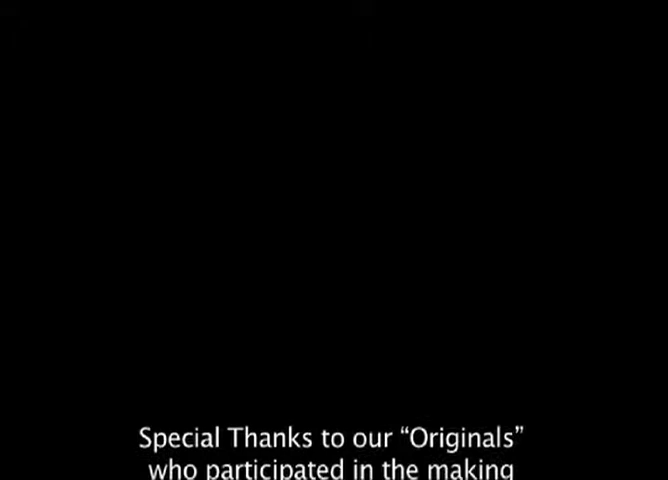 Special Thanks to our “Originals”
who participated in the making